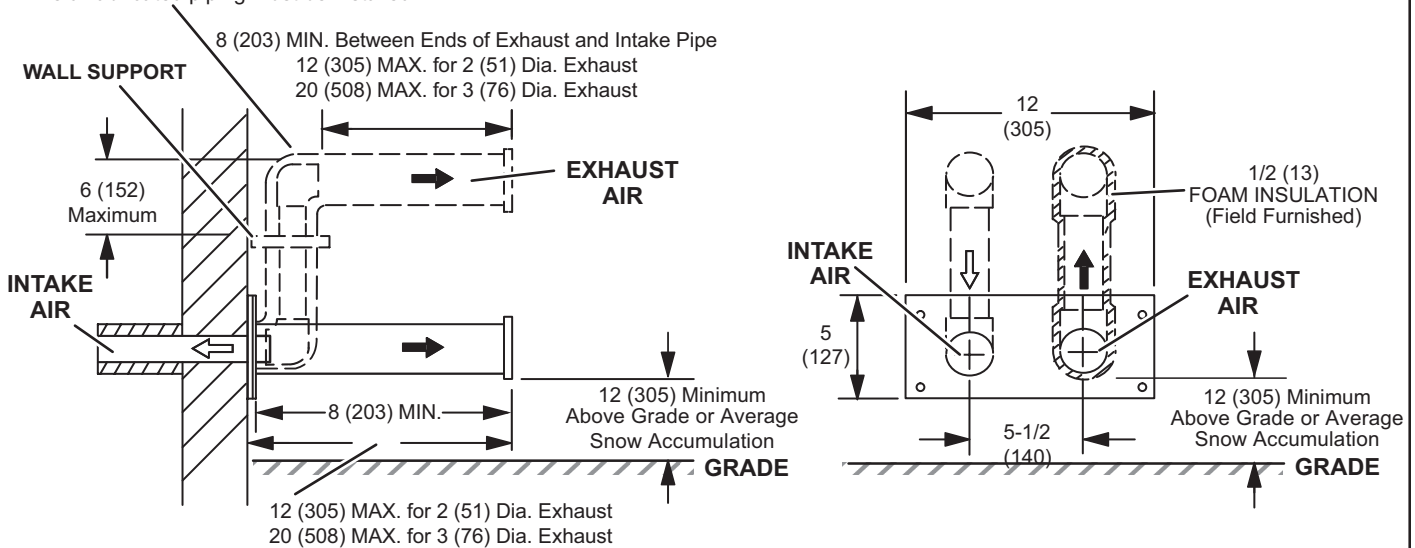 8 (203) MIN. Between Ends of Exhaust and Intake Pipe
12 (305) MAX. for 2 (51) Dia. Exhaust
20 (508) MAX. for 3 (76) Dia. Exhaust
WALL SUPPORT
6 (152)
Maximum
EXHAUST
AIR
INTAKE
AIR
8 (203) MIN.
12 (305) Minimum
Above Grade or Average
Snow Accumulation
GRADE
12 (305) MAX. for 2 (51) Dia. Exhaust
20 (508) MAX. for 3 (76) Dia. Exhaust
12
(305)
1/2 (13)
FOAM INSULATION
(Field Furnished)
INTAKE
AIR
EXHAUST
AIR
5
(127)
5-1/2
(140)
12 (305) Minimum
Above Grade or Average
Snow Accumulation
GRADE